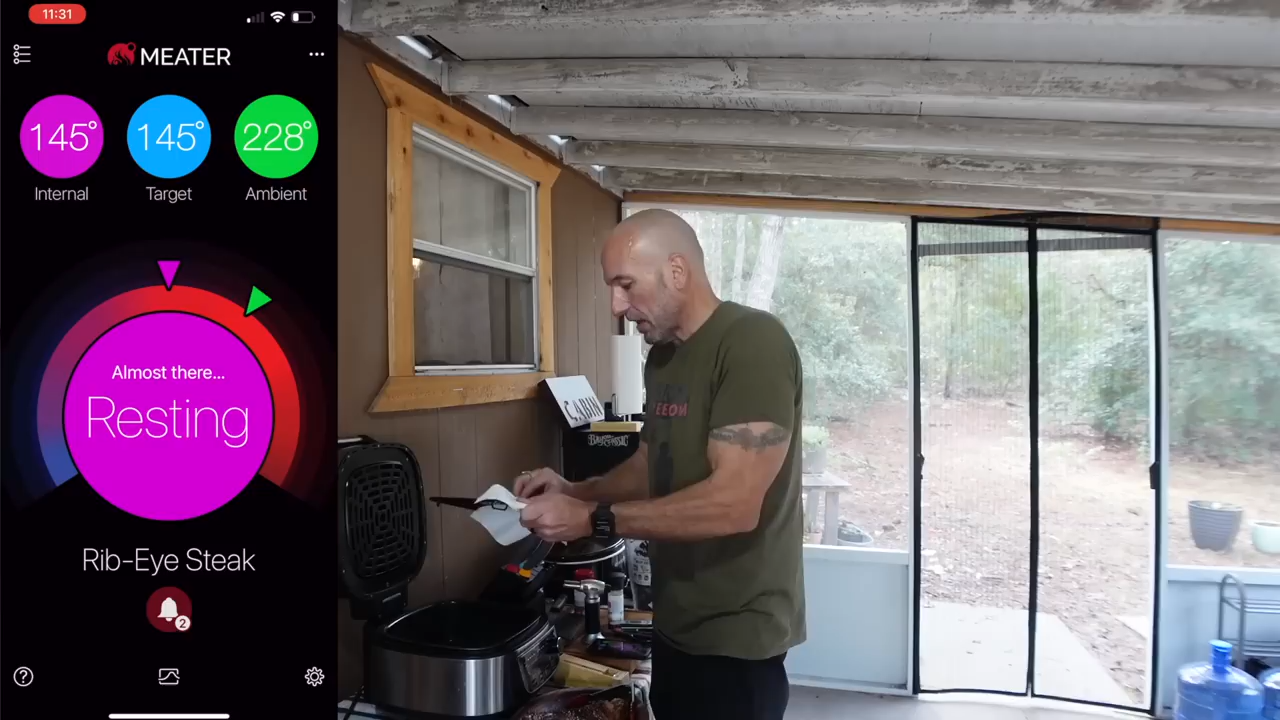 11:31
MEATER
145° 145° 228°
Internal Target Ambient
Almost there...
Resting
Rib-Eye Steak
2
CABIN